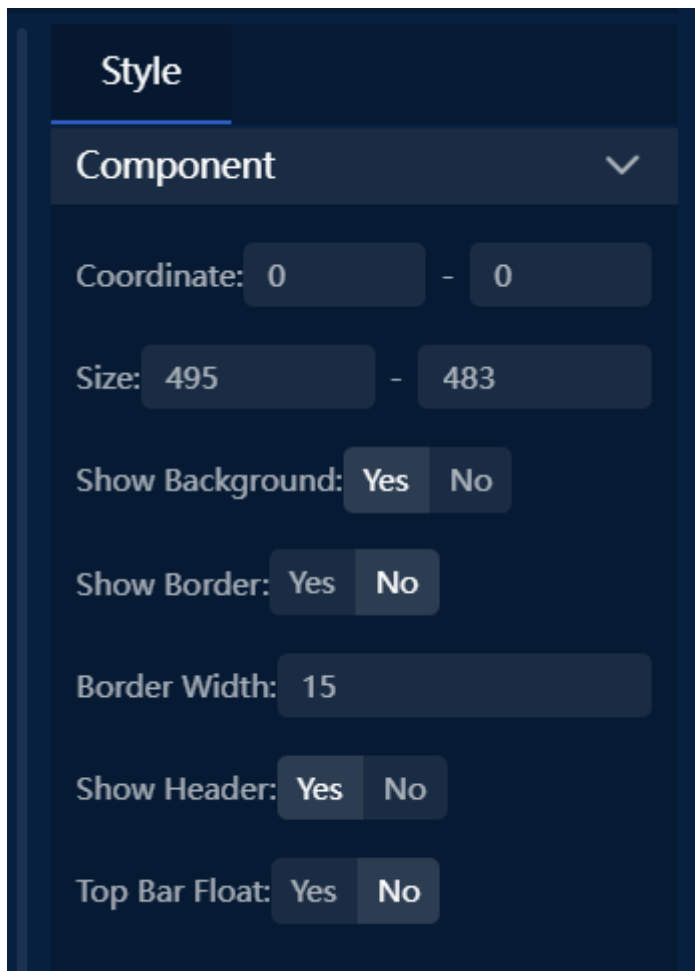 Style
Component
Coordinate: 0 - 0
Size: 495 - 483
Show Background: Yes No
Show Border: Yes No
Border Width: 15
Show Header: Yes No
Top Bar Float: Yes No